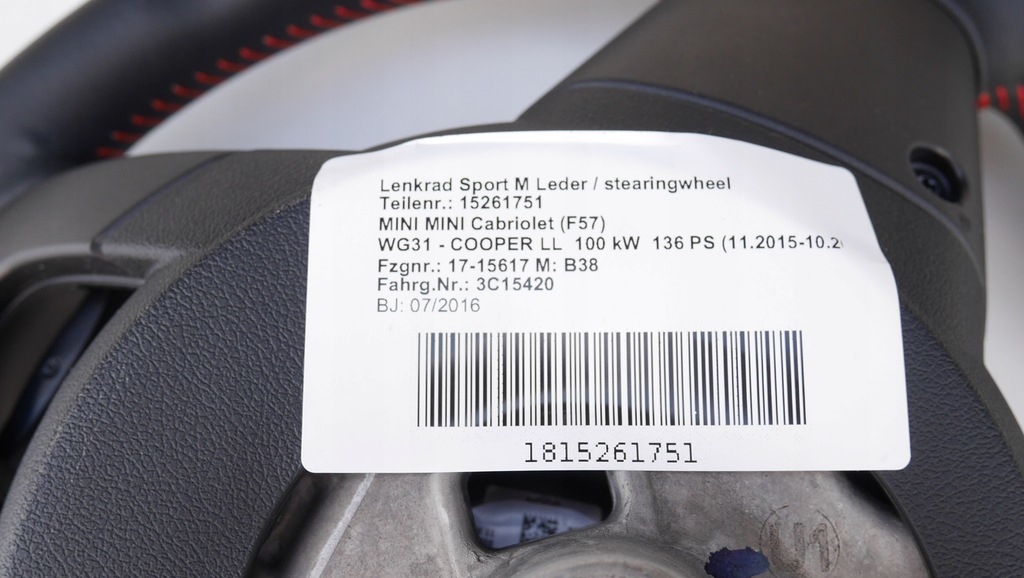 Lenkrad Sport M Leder / stearingwheel
Teilenr.: 15261751
MINI MINI Cabriolet (F57)
WG31 - COOPER LL 100 kW 136 PS (11.2015-10.2
Fzgnr.: 17-15617 M: B38
Fahrg.Nr.: 3C15420
BJ: 07/2016
1815261751
U1